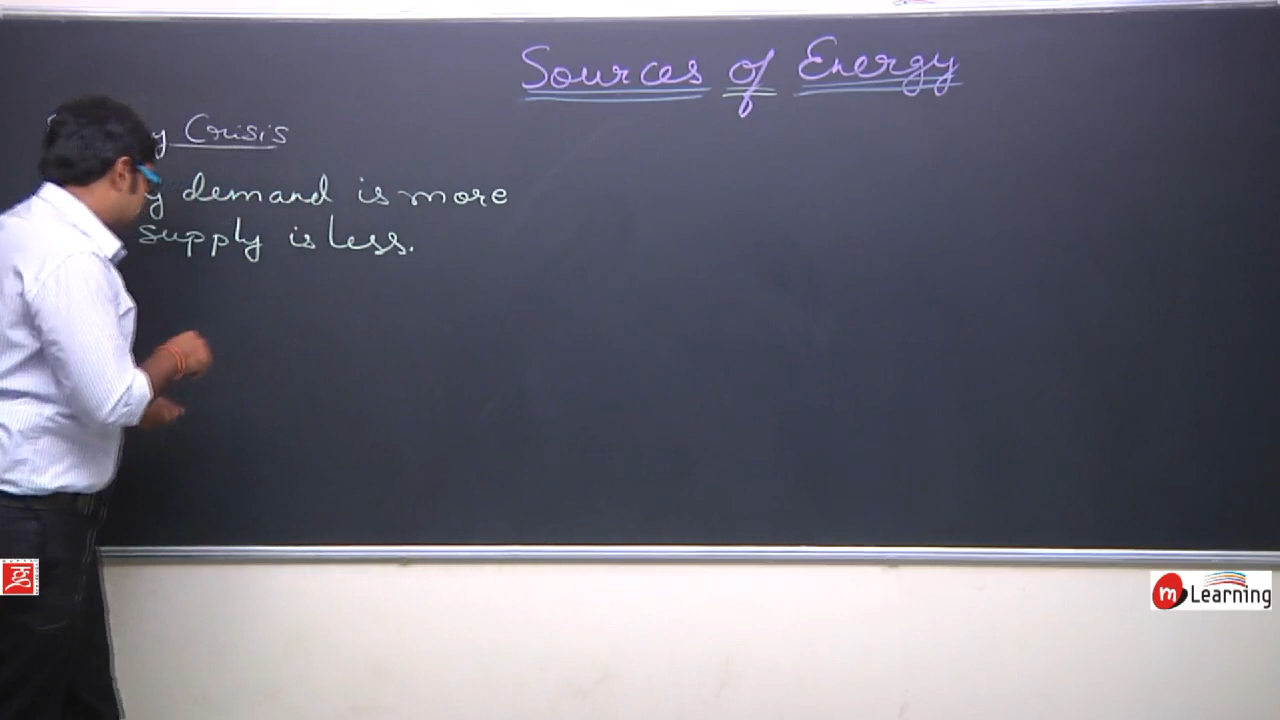 Sources of Energy
Crisis
demand is more
supply is less.
m Learning